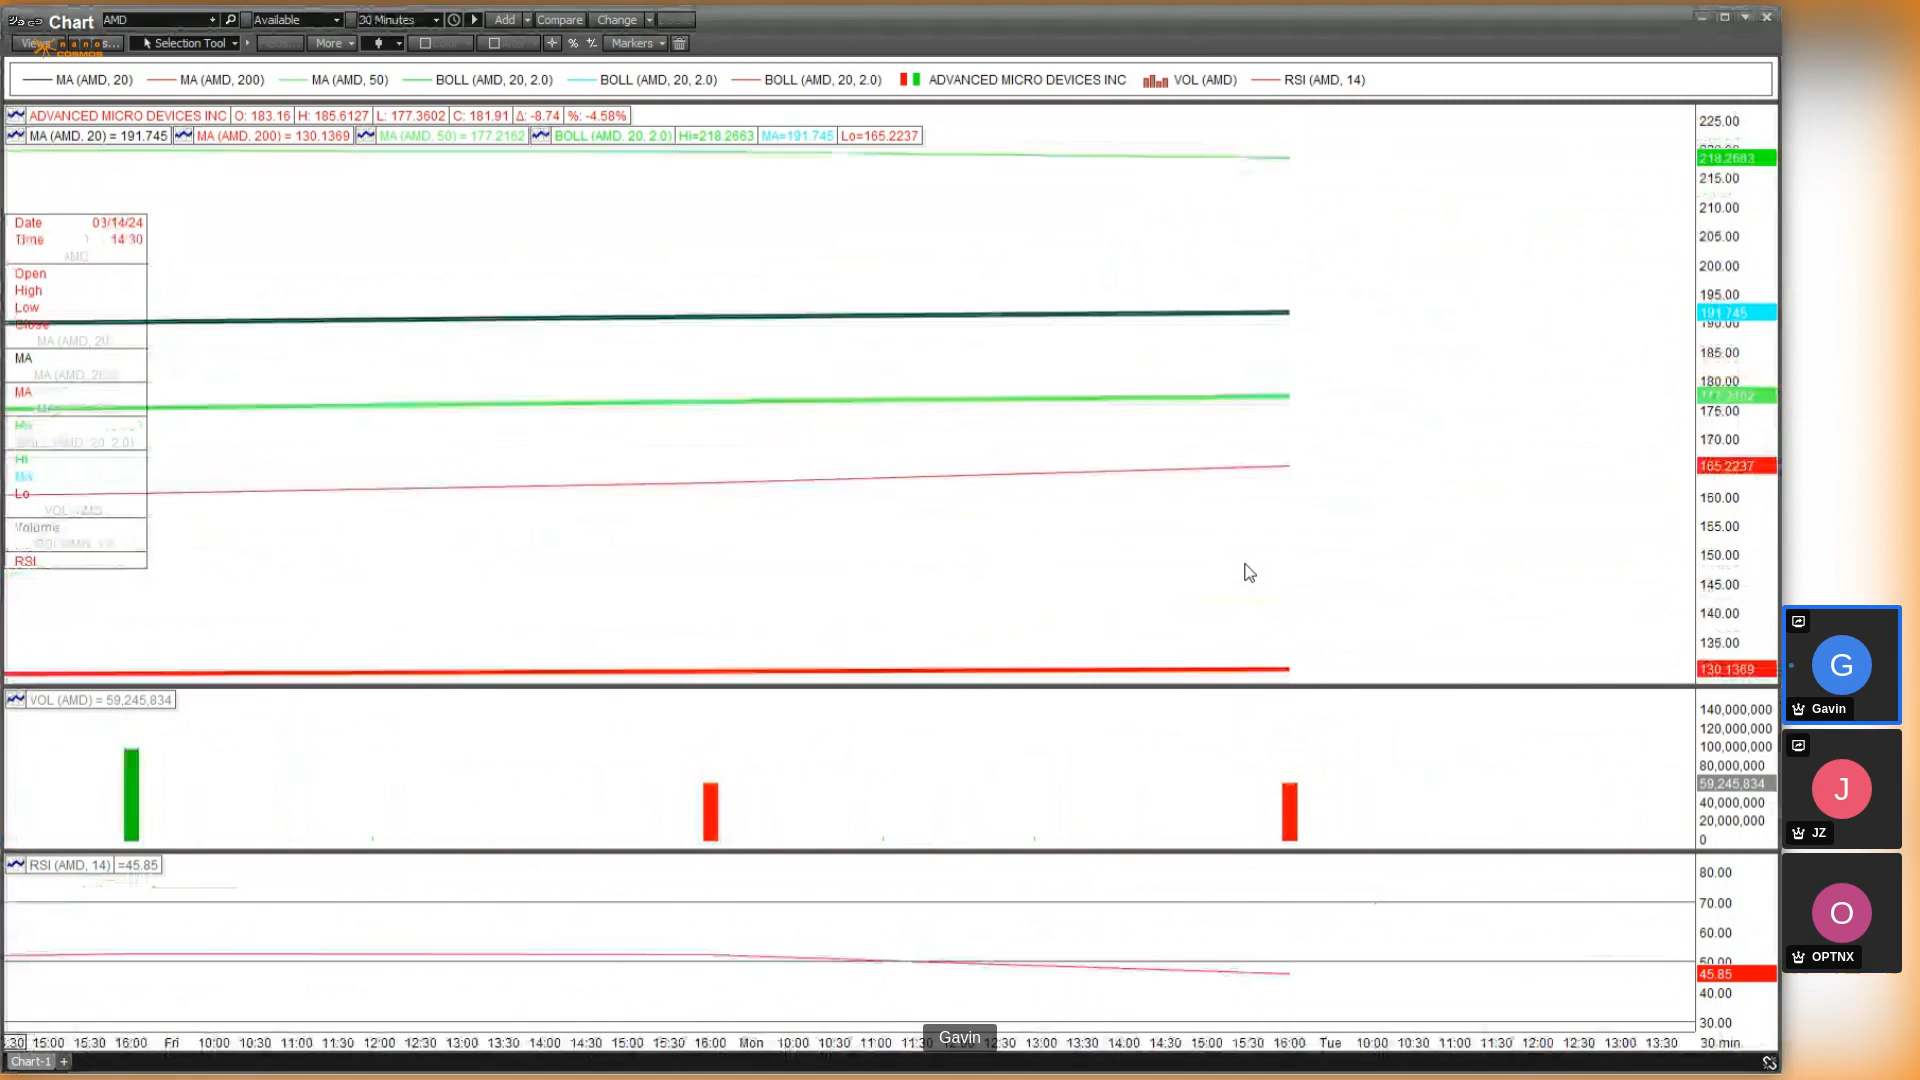 Chart AMD Available 30 Minutes Add Compare Change
nanos... Selection Tool More % Markers
COSMOS
MA (AMD, 20) MA (AMD, 200) MA (AMD, 50) BOLL (AMD, 20, 2.0) BOLL (AMD, 20, 2.0) BOLL (AMD, 20, 2.0) ADVANCED MICRO DEVICES INC VOL (AMD) RSI (AMD, 14)
ADVANCED MICRO DEVICES INC O: 183.16 H: 185.6127 L: 177.3602 C: 181.91 Δ: -8.74 %: -4.58%
MA (AMD, 20) = 191.745 MA (AMD, 200) = 130.1369 MA (AMD, 50) = 177.2162 BOLL (AMD, 20, 2.0) Hi=218.2663 MA=191.745 Lo=165.2237
225.00
218.2663
215.00
210.00
205.00
200.00
195.00
191.745
190.00
185.00
180.00
175.00
170.00
165.2237
160.00
155.00
150.00
145.00
140.00
135.00
130.1369
Date 03/14/24
Time 14:30
AMD
Open
High
Low
Close
MA (AMD, 20)
MA
MA
Hi
Lo
Volume
RSI
VOL (AMD) = 59,245,834
140,000,000
120,000,000
100,000,000
80,000,000
59,245,834
40,000,000
20,000,000
0
RSI (AMD, 14) =45.85
80.00
70.00
60.00
50.00
45.85
40.00
30.00
:30 15:00 15:30 16:00 Fri 10:00 10:30 11:00 11:30 12:00 12:30 13:00 13:30 14:00 14:30 15:00 15:30 16:00 Mon 10:00 10:30 11:00 11:30 12:30 13:00 13:30 14:00 14:30 15:00 15:30 16:00 Tue 10:00 10:30 11:00 11:30 12:00 12:30 13:00 13:30 30 min
Gavin
Chart-1 +
G
Gavin
J
JZ
O
OPTNX